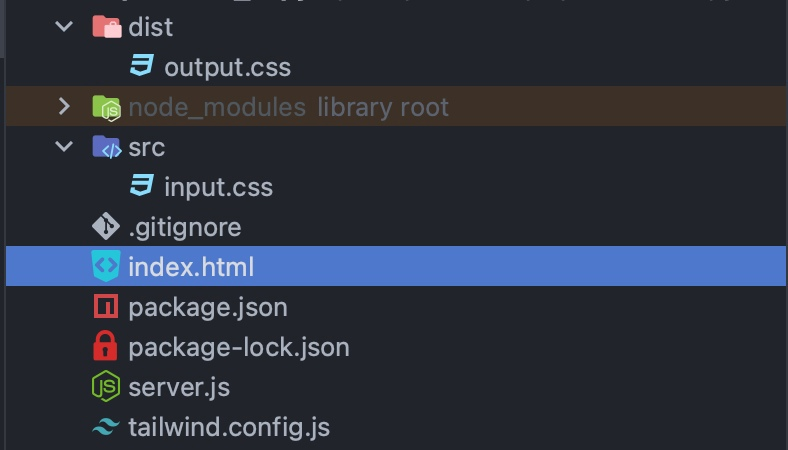 dist
output.css
node_modules library root
src
input.css
.gitignore
index.html
package.json
package-lock.json
server.js
tailwind.config.js